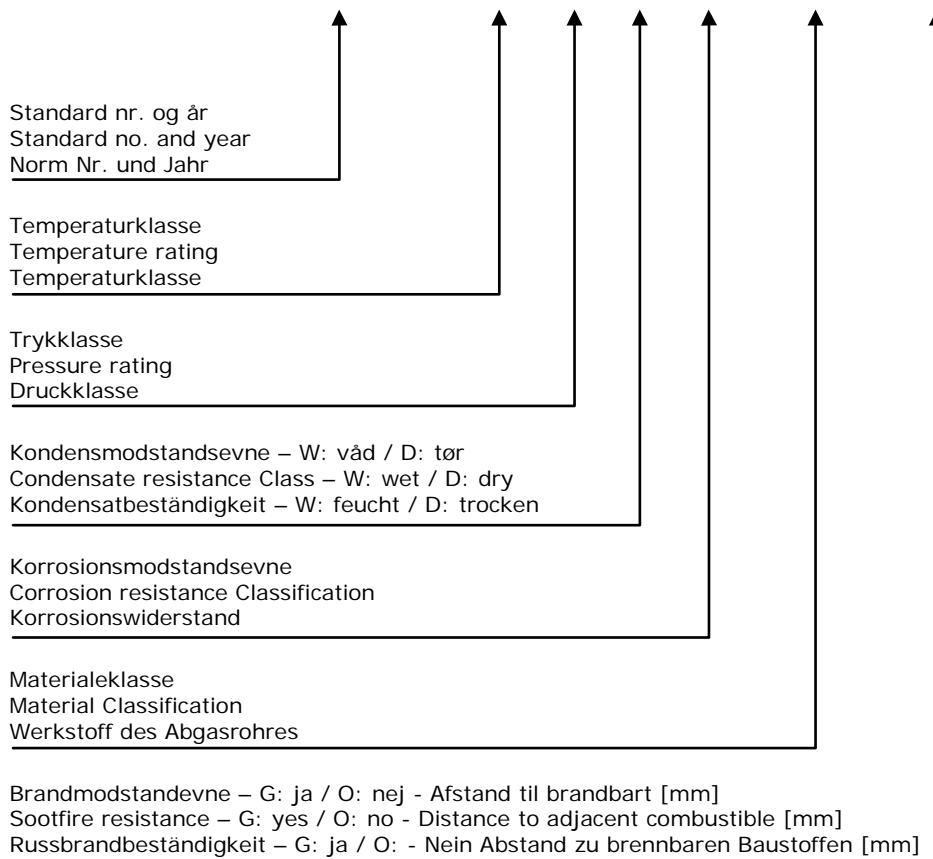 Standard nr. og år
Standard no. and year
Norm Nr. und Jahr
Temperaturklasse
Temperature rating
Temperaturklasse
Trykklasse
Pressure rating
Druckklasse
Kondensmodstandsevne – W: våd / D: tør
Condensate resistance Class – W: wet / D: dry
Kondensatbeständigkeit – W: feucht / D: trocken
Korrosionsmodstandsevne
Corrosion resistance Classification
Korrosionswiderstand
Materialeklasse
Material Classification
Werkstoff des Abgasrohres
Brandmodstandevne – G: ja / O: nej - Afstand til brandbart [mm]
Sootfire resistance – G: yes / O: no - Distance to adjacent combustible [mm]
Russbrandbeständigkeit – G: ja / O: - Nein Abstand zu brennbaren Baustoffen [mm]